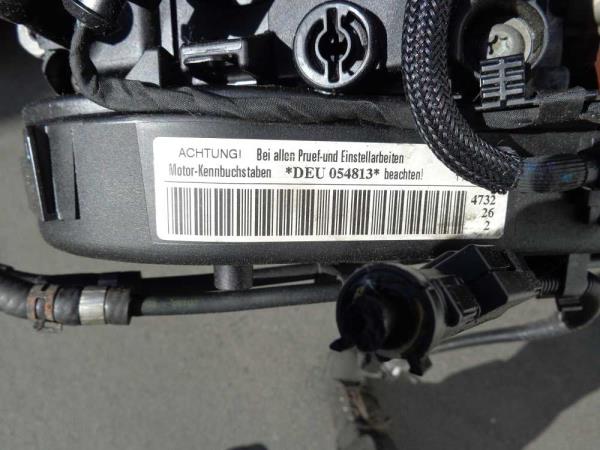 ACHTUNG! Bei allen Pruef-und Einstellarbeiten
Motor-Kennbuchstaben *DEU 054813* beachten!
4732
26
2